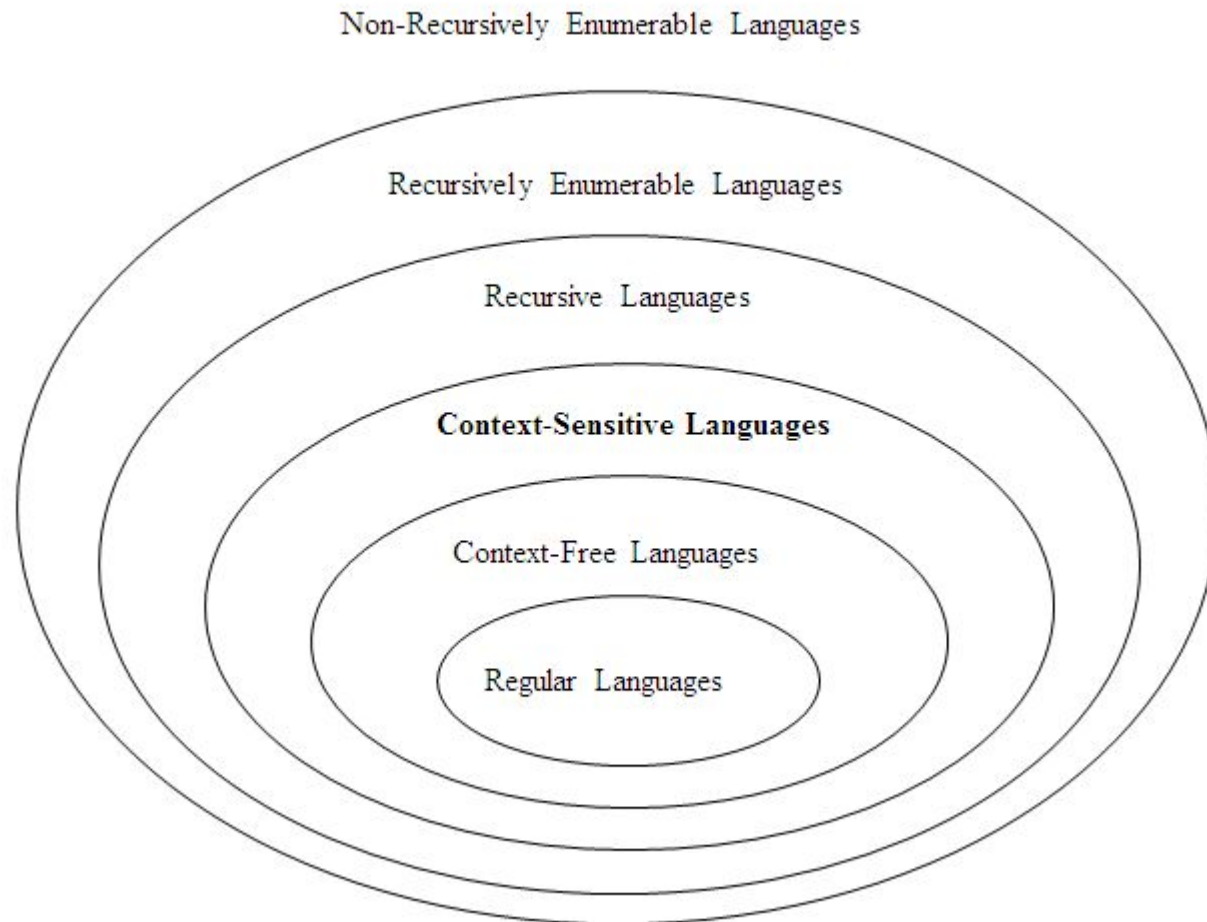 Non-Recursively Enumerable Languages
Recursively Enumerable Languages
Recursive Languages
Context-Sensitive Languages
Context-Free Languages
Regular Languages